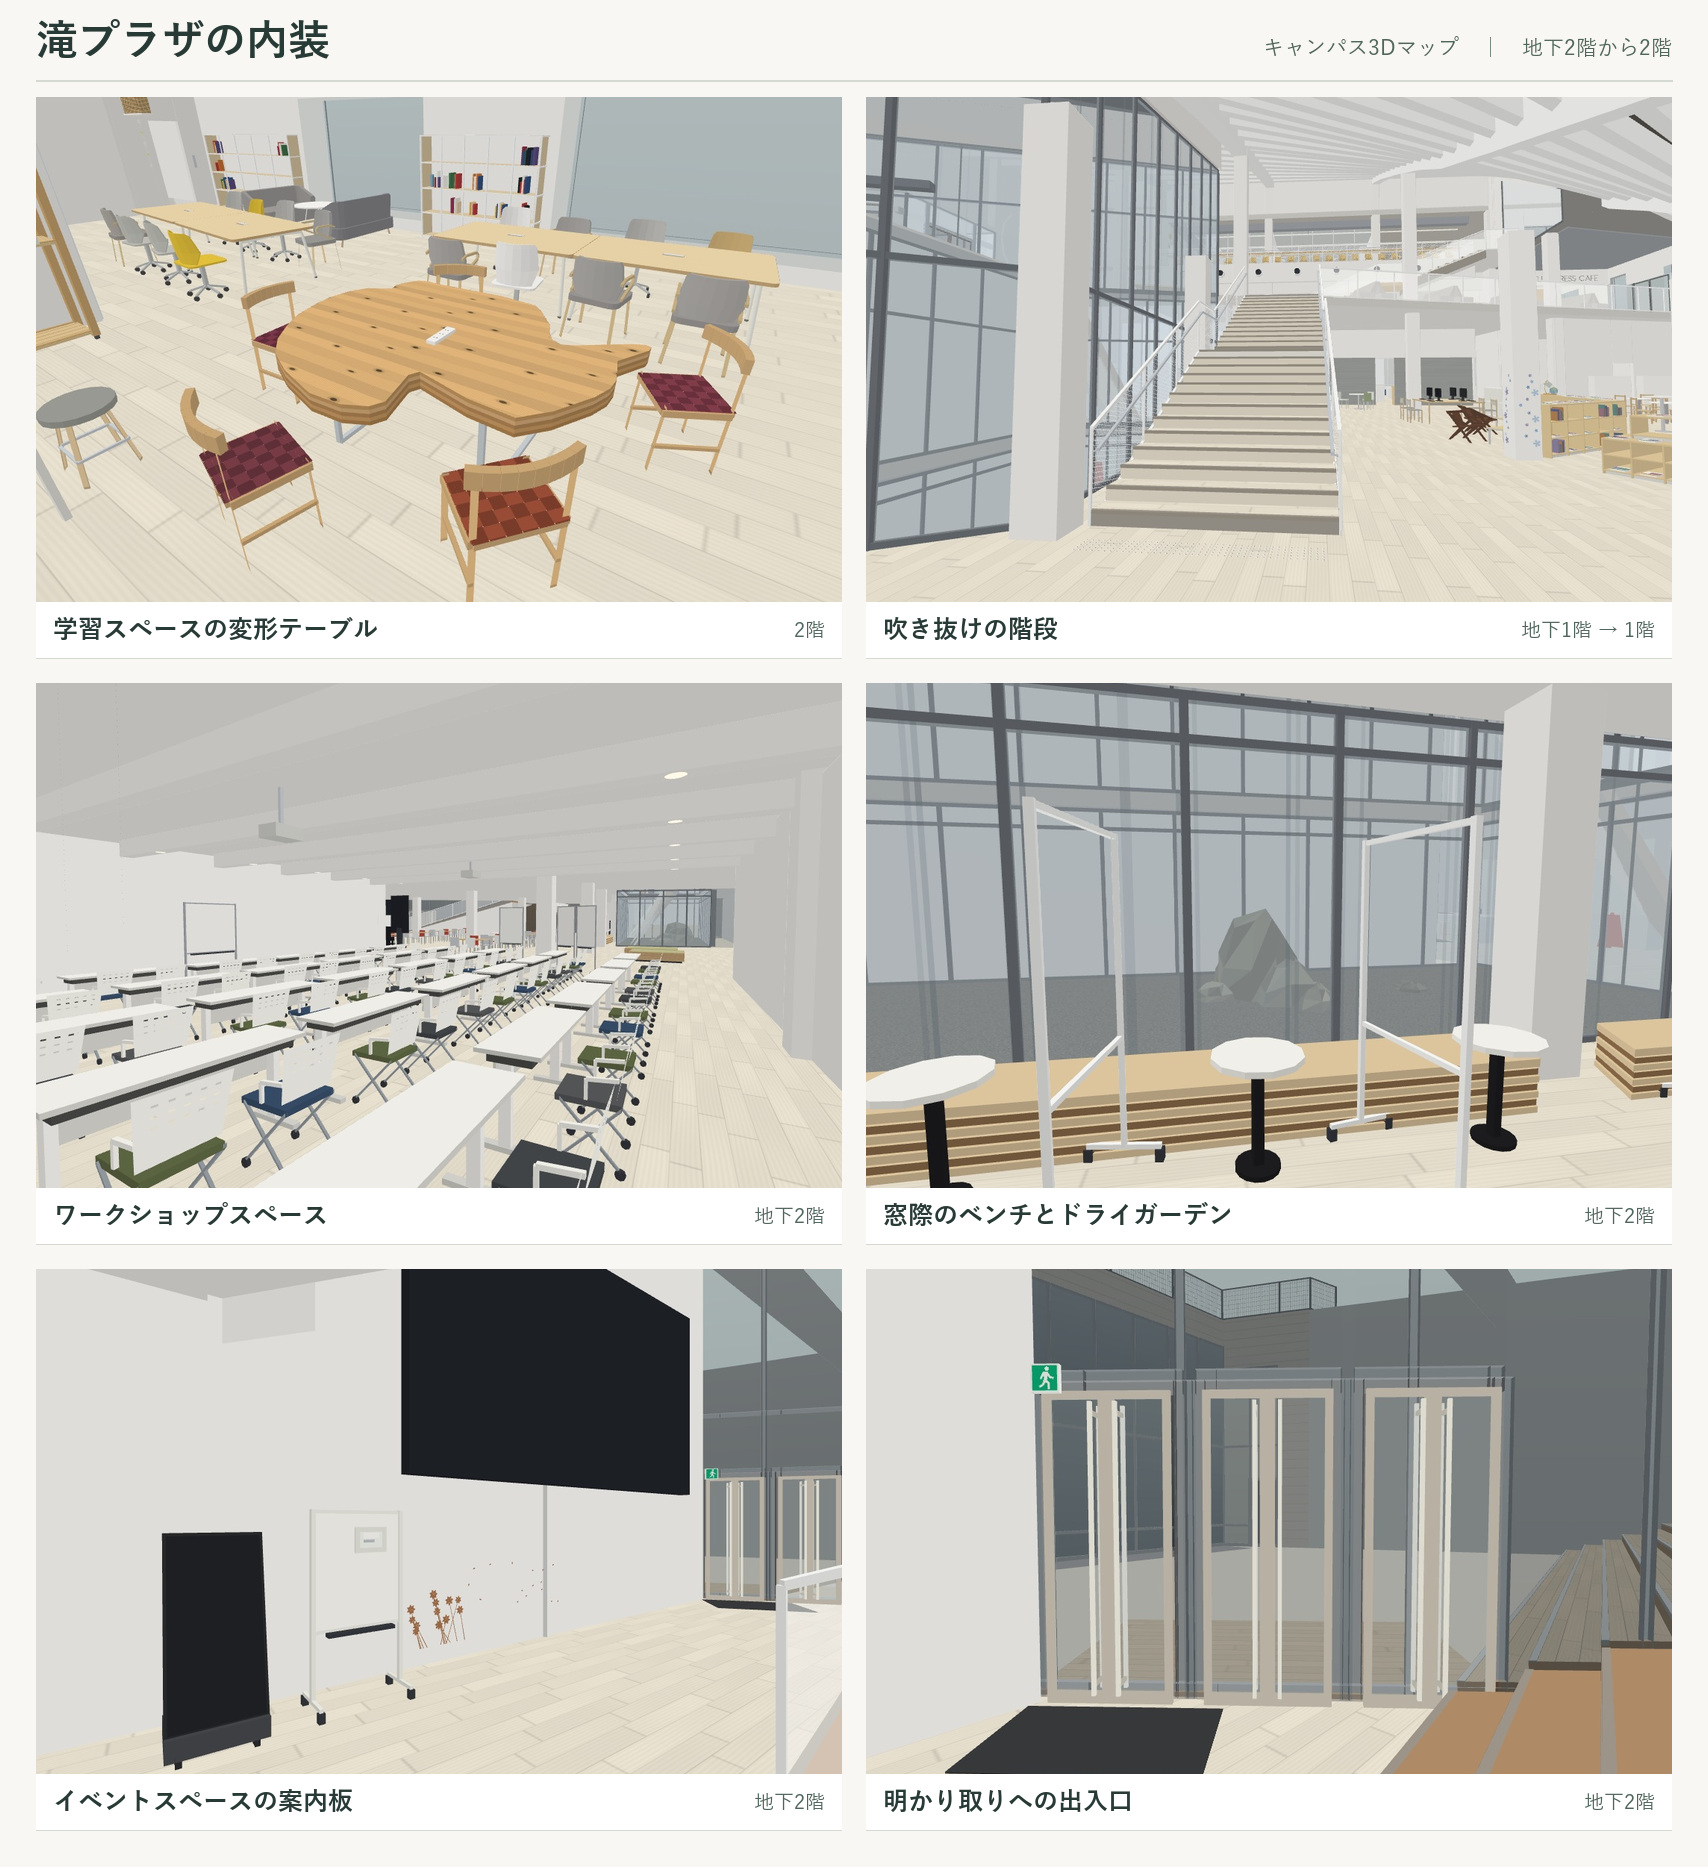 滝プラザの内装
キャンパス3Dマップ | 地下2階から2階
学習スペースの変形テーブル 2階
吹き抜けの階段 地下1階 → 1階
ワークショップスペース 地下2階
窓際のベンチとドライガーデン 地下2階
イベントスペースの案内板 地下2階
明かり取りへの出入口 地下2階